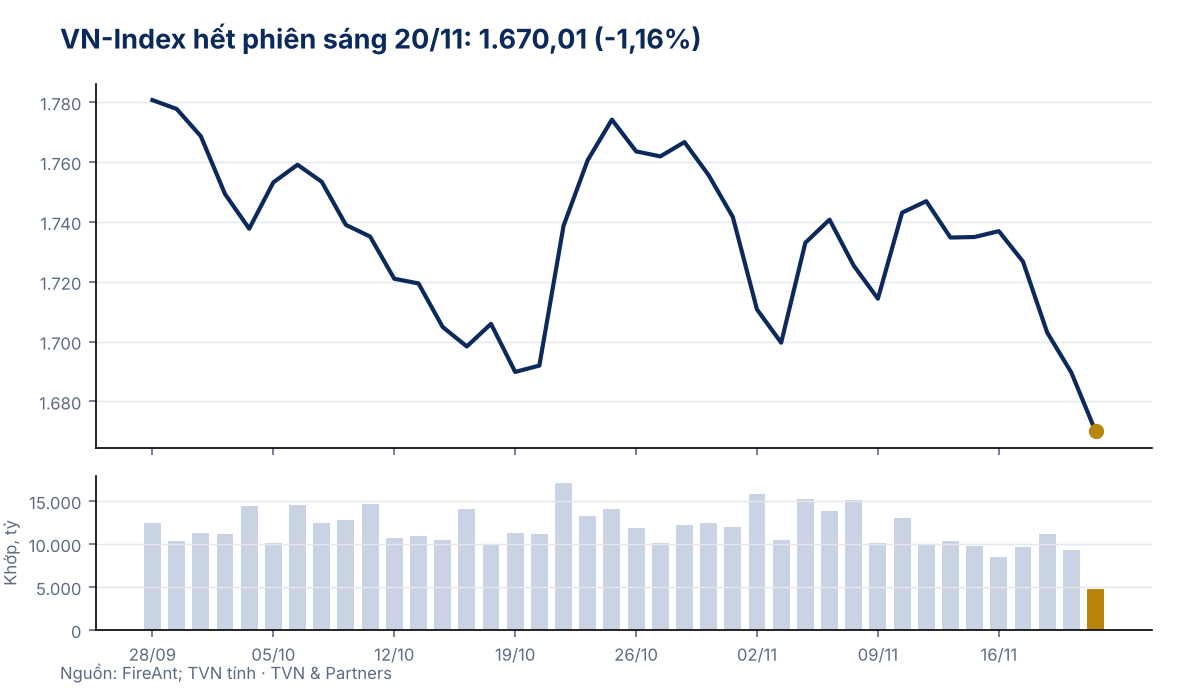 VN-Index hết phiên sáng 20/11: 1.670,01 (-1,16%)
1.780
1.760
1.740
1.720
1.700
1.680
Khớp, tỷ
15.000
10.000
5.000
0
28/09 05/10 12/10 19/10 26/10 02/11 09/11 16/11
Nguồn: FireAnt; TVN tính · TVN & Partners